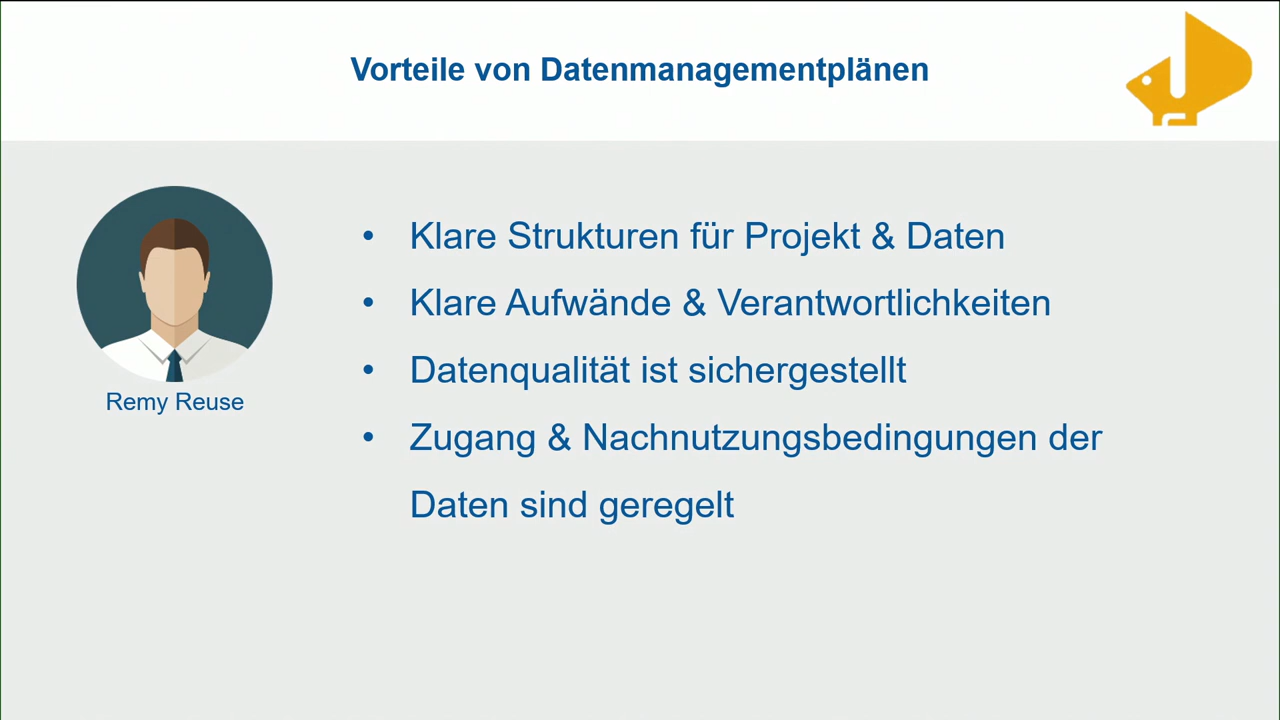 Vorteile von Datenmanagementplänen
Remy Reuse
• Klare Strukturen für Projekt & Daten
• Klare Aufwände & Verantwortlichkeiten
• Datenqualität ist sichergestellt
• Zugang & Nachnutzungsbedingungen der
Daten sind geregelt